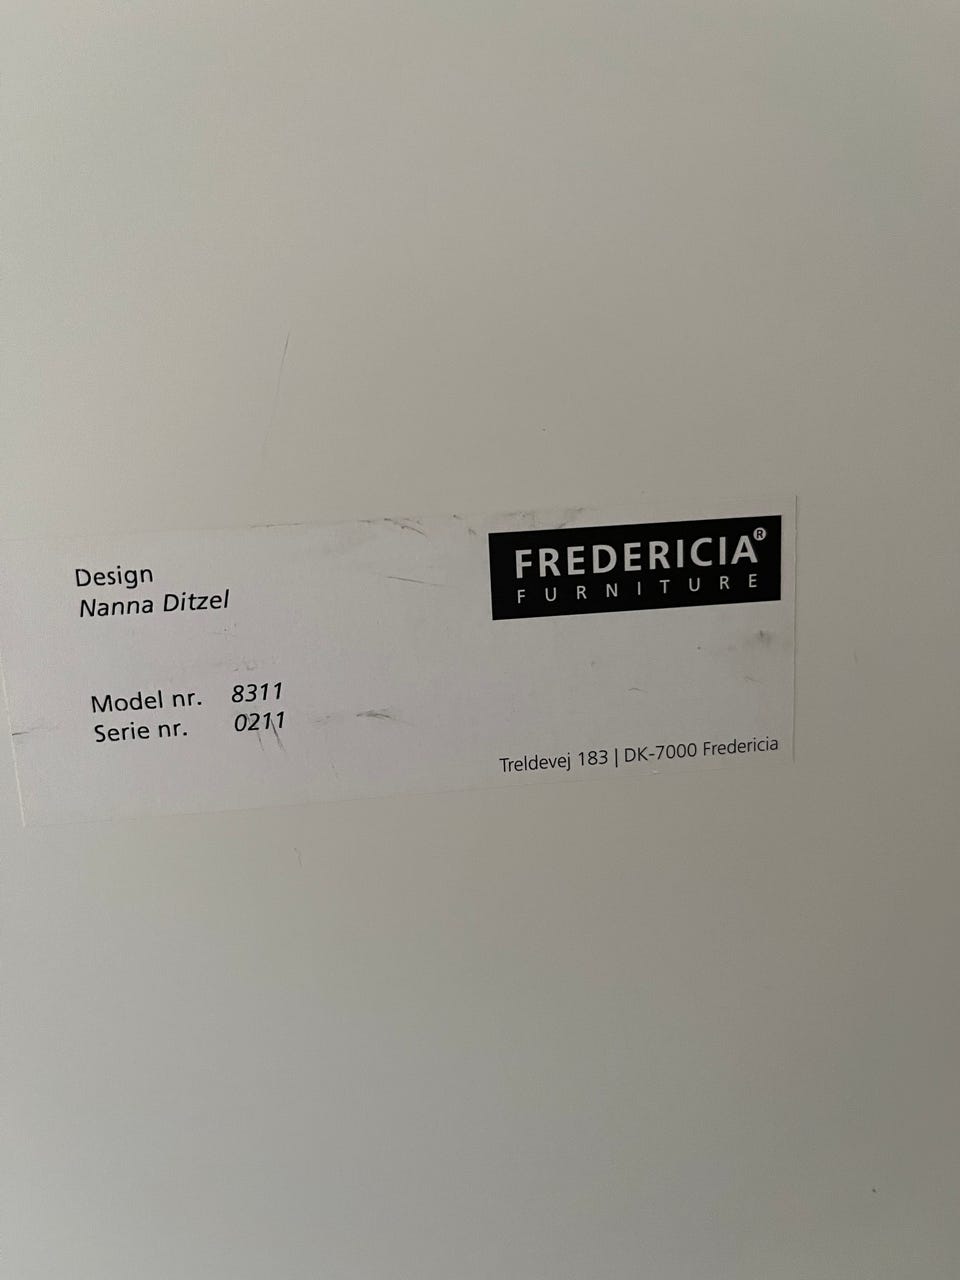 Design
Nanna Ditzel
Model nr. 8311
Serie nr. 0211
FREDERICIA®
FURNITURE
Treldevej 183 | DK-7000 Fredericia